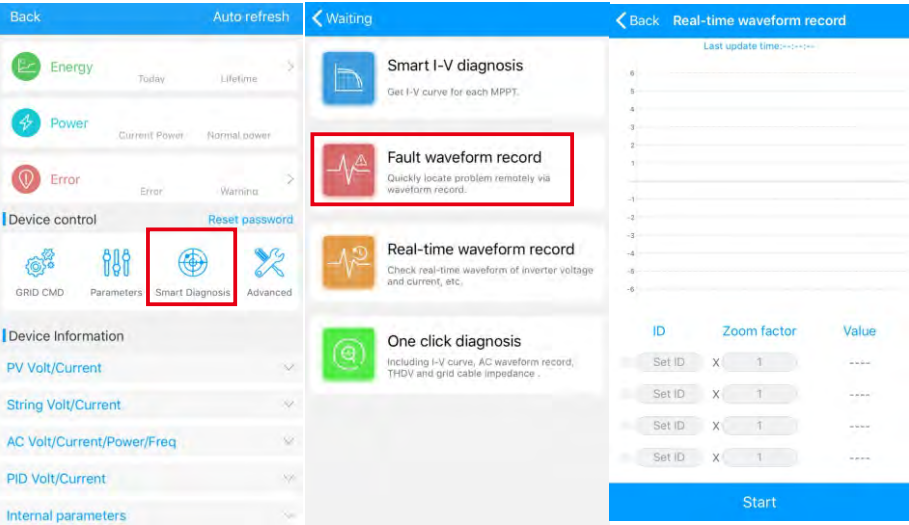 Back Auto refresh
Energy
Today Lifetime
Power
Current Power Normal power
Error
Error Warning
Device control Reset password
GRID CMD Parameters Smart Diagnosis Advanced
Device Information
PV Volt/Current
String Volt/Current
AC Volt/Current/Power/Freq
PID Volt/Current
Internal parameters
Waiting
Smart I-V diagnosis
Get I-V curve for each MPPT.
Fault waveform record
Quickly locate problem remotely via
waveform record.
Real-time waveform record
Check real-time waveform of inverter voltage
and current, etc.
One click diagnosis
Including I-V curve, AC waveform record,
THDV and grid cable impedance .
Back Real-time waveform record
Last update time:--:--:--
6
5
4
3
2
1
-1
-2
-3
-4
-5
-6
ID Zoom factor Value
Set ID X 1 ----
Set ID X 1 ----
Set ID X 1 ----
Set ID X 1 ----
Start